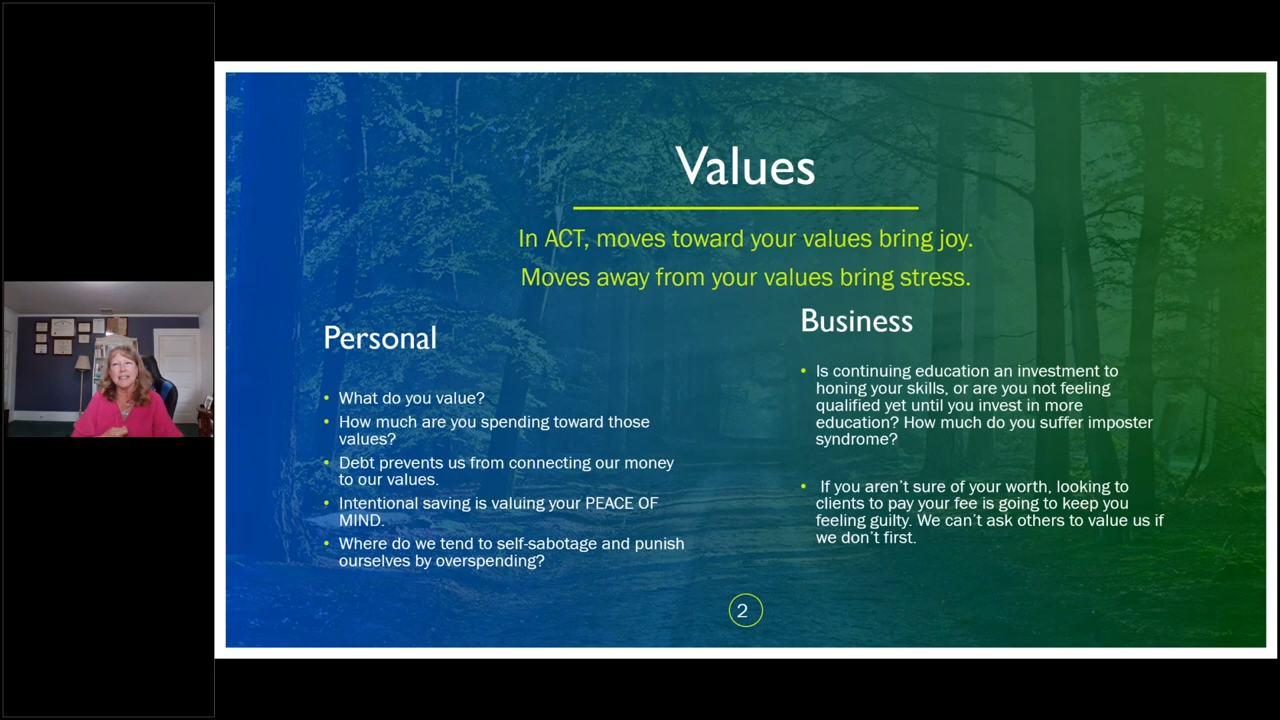 Values
In ACT, moves toward your values bring joy.
Moves away from your values bring stress.
Personal
• What do you value?
• How much are you spending toward those
values?
• Debt prevents us from connecting our money
to our values.
• Intentional saving is valuing your PEACE OF
MIND.
• Where do we tend to self-sabotage and punish
ourselves by overspending?
Business
• Is continuing education an investment to
honing your skills, or are you not feeling
qualified yet until you invest in more
education? How much do you suffer imposter
syndrome?
• If you aren't sure of your worth, looking to
clients to pay your fee is going to keep you
feeling guilty. We can't ask others to value us if
we don't first.
2